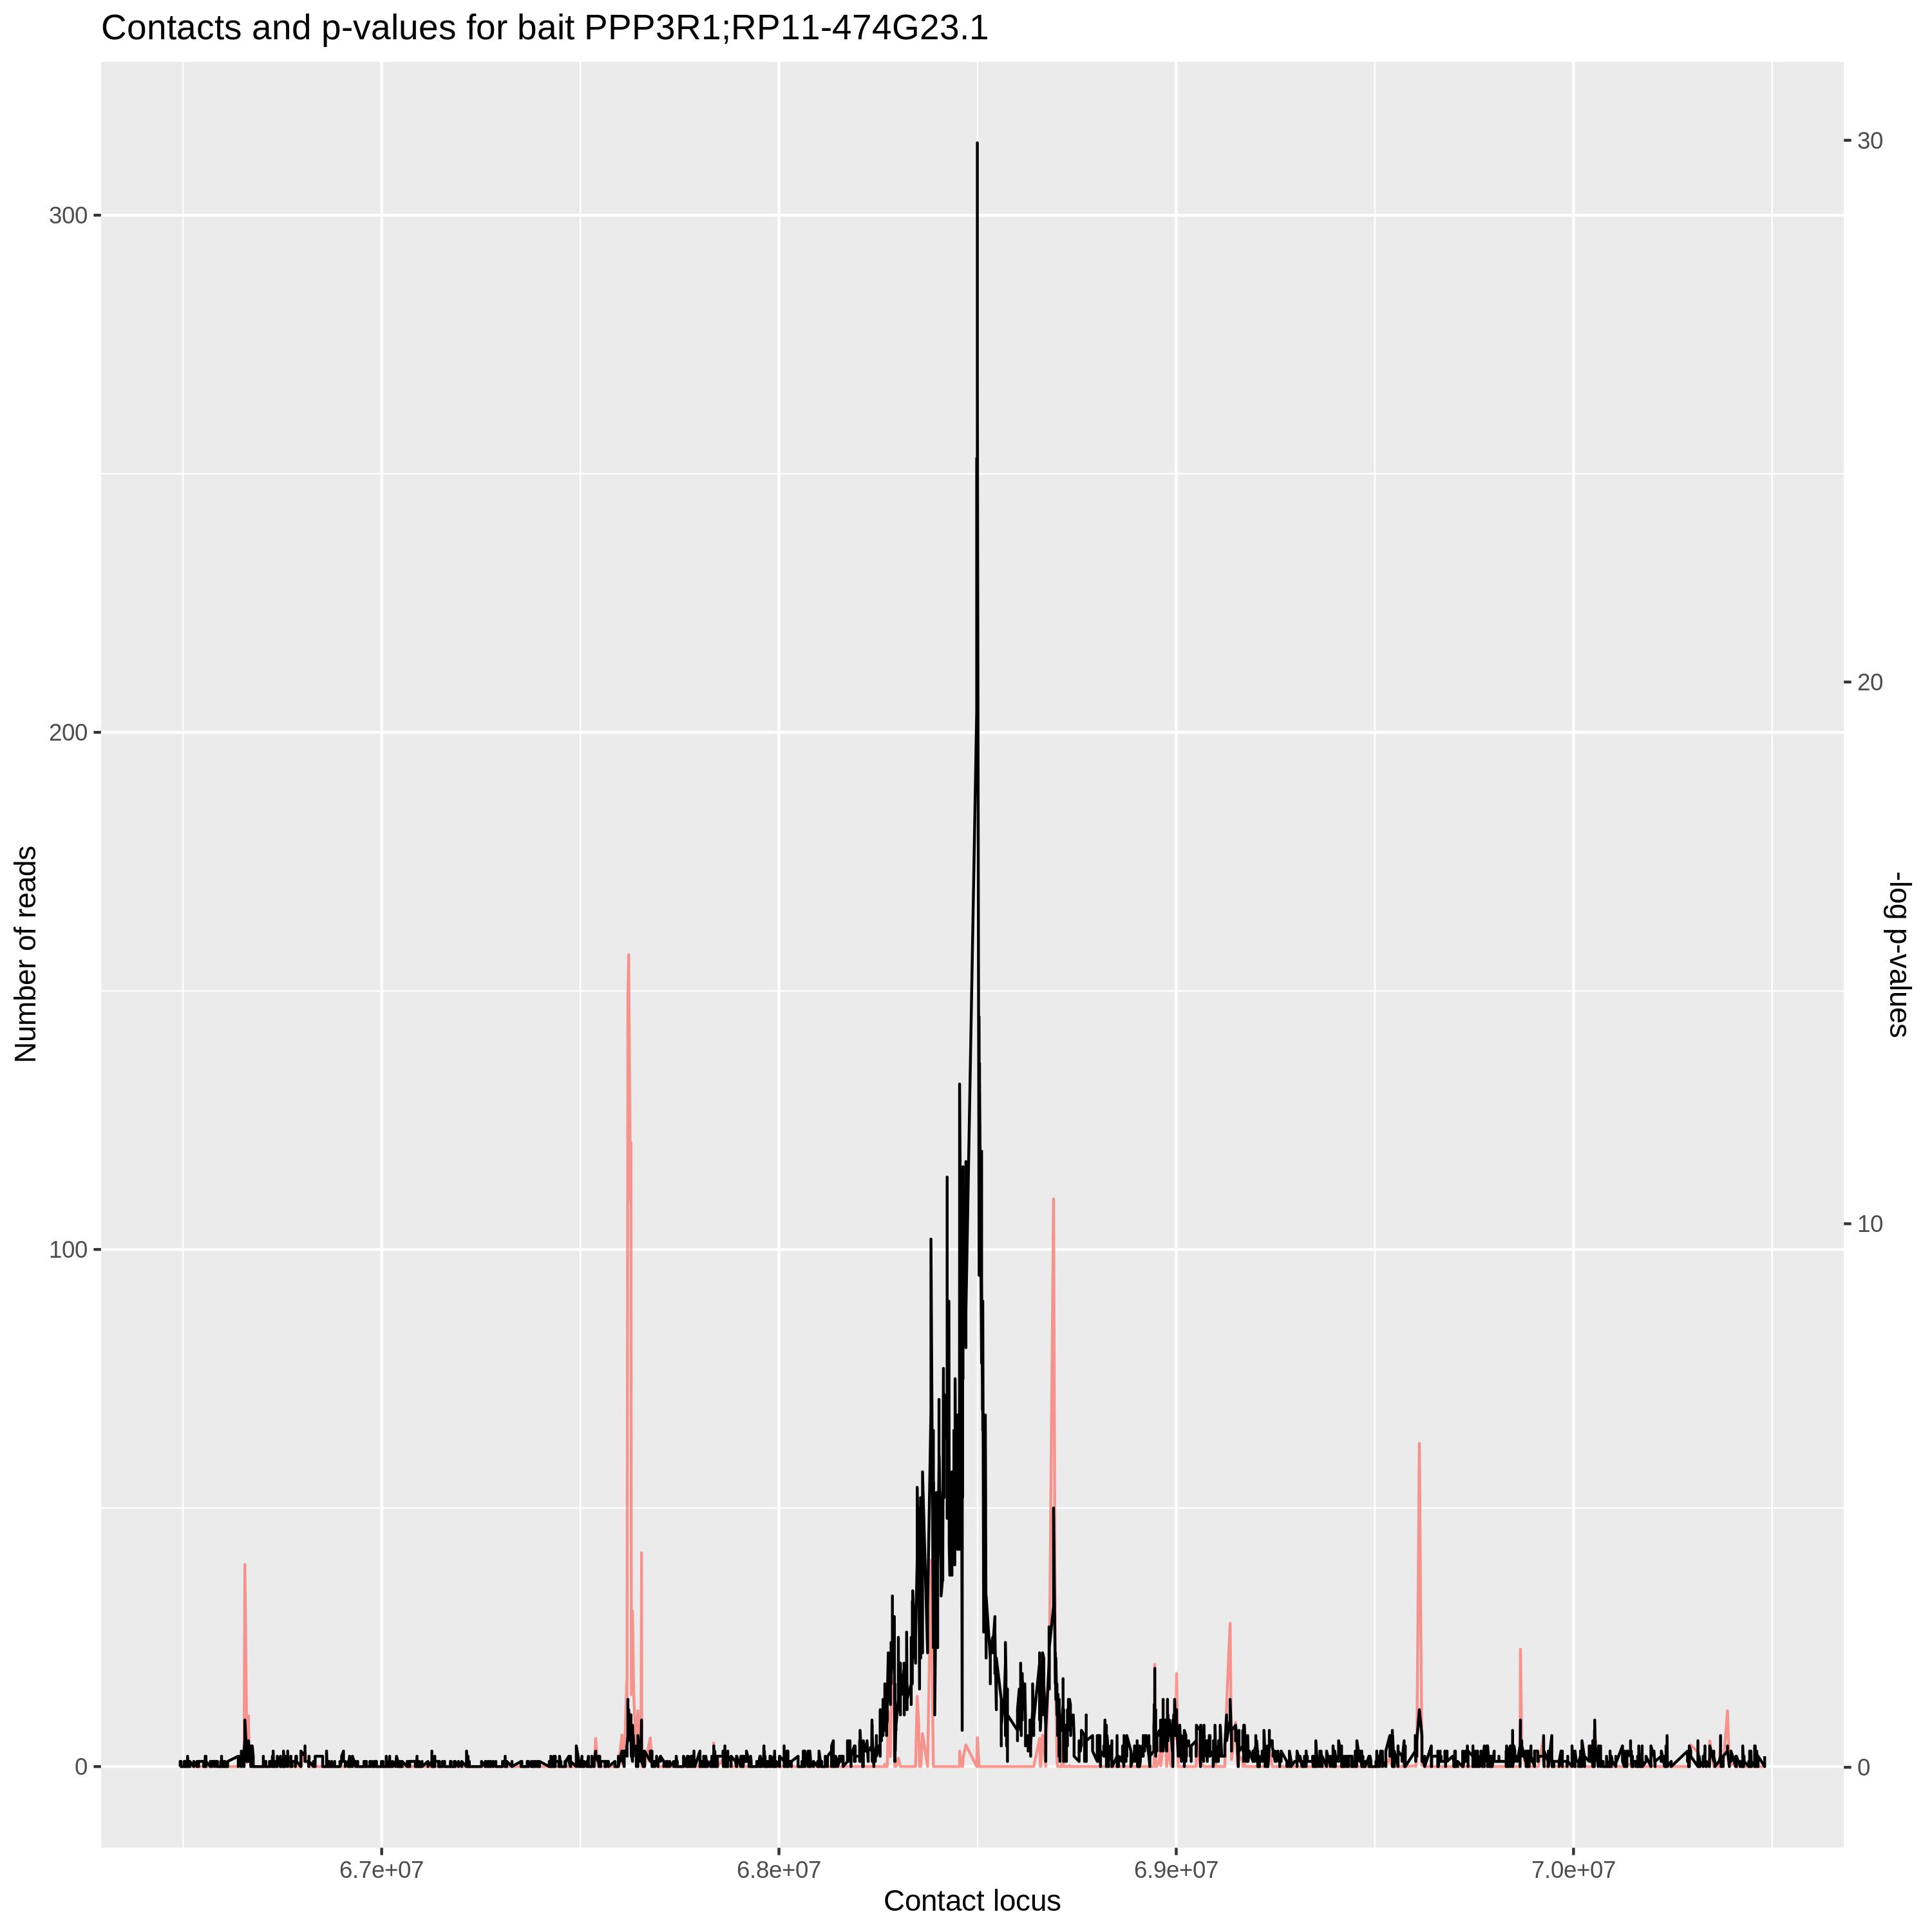 Contacts and p-values for bait PPP3R1;RP11-474G23.1
Number of reads
300
200
100
0
30
20
10
0
-log p-values
6.7e+07 6.8e+07 6.9e+07 7.0e+07
Contact locus